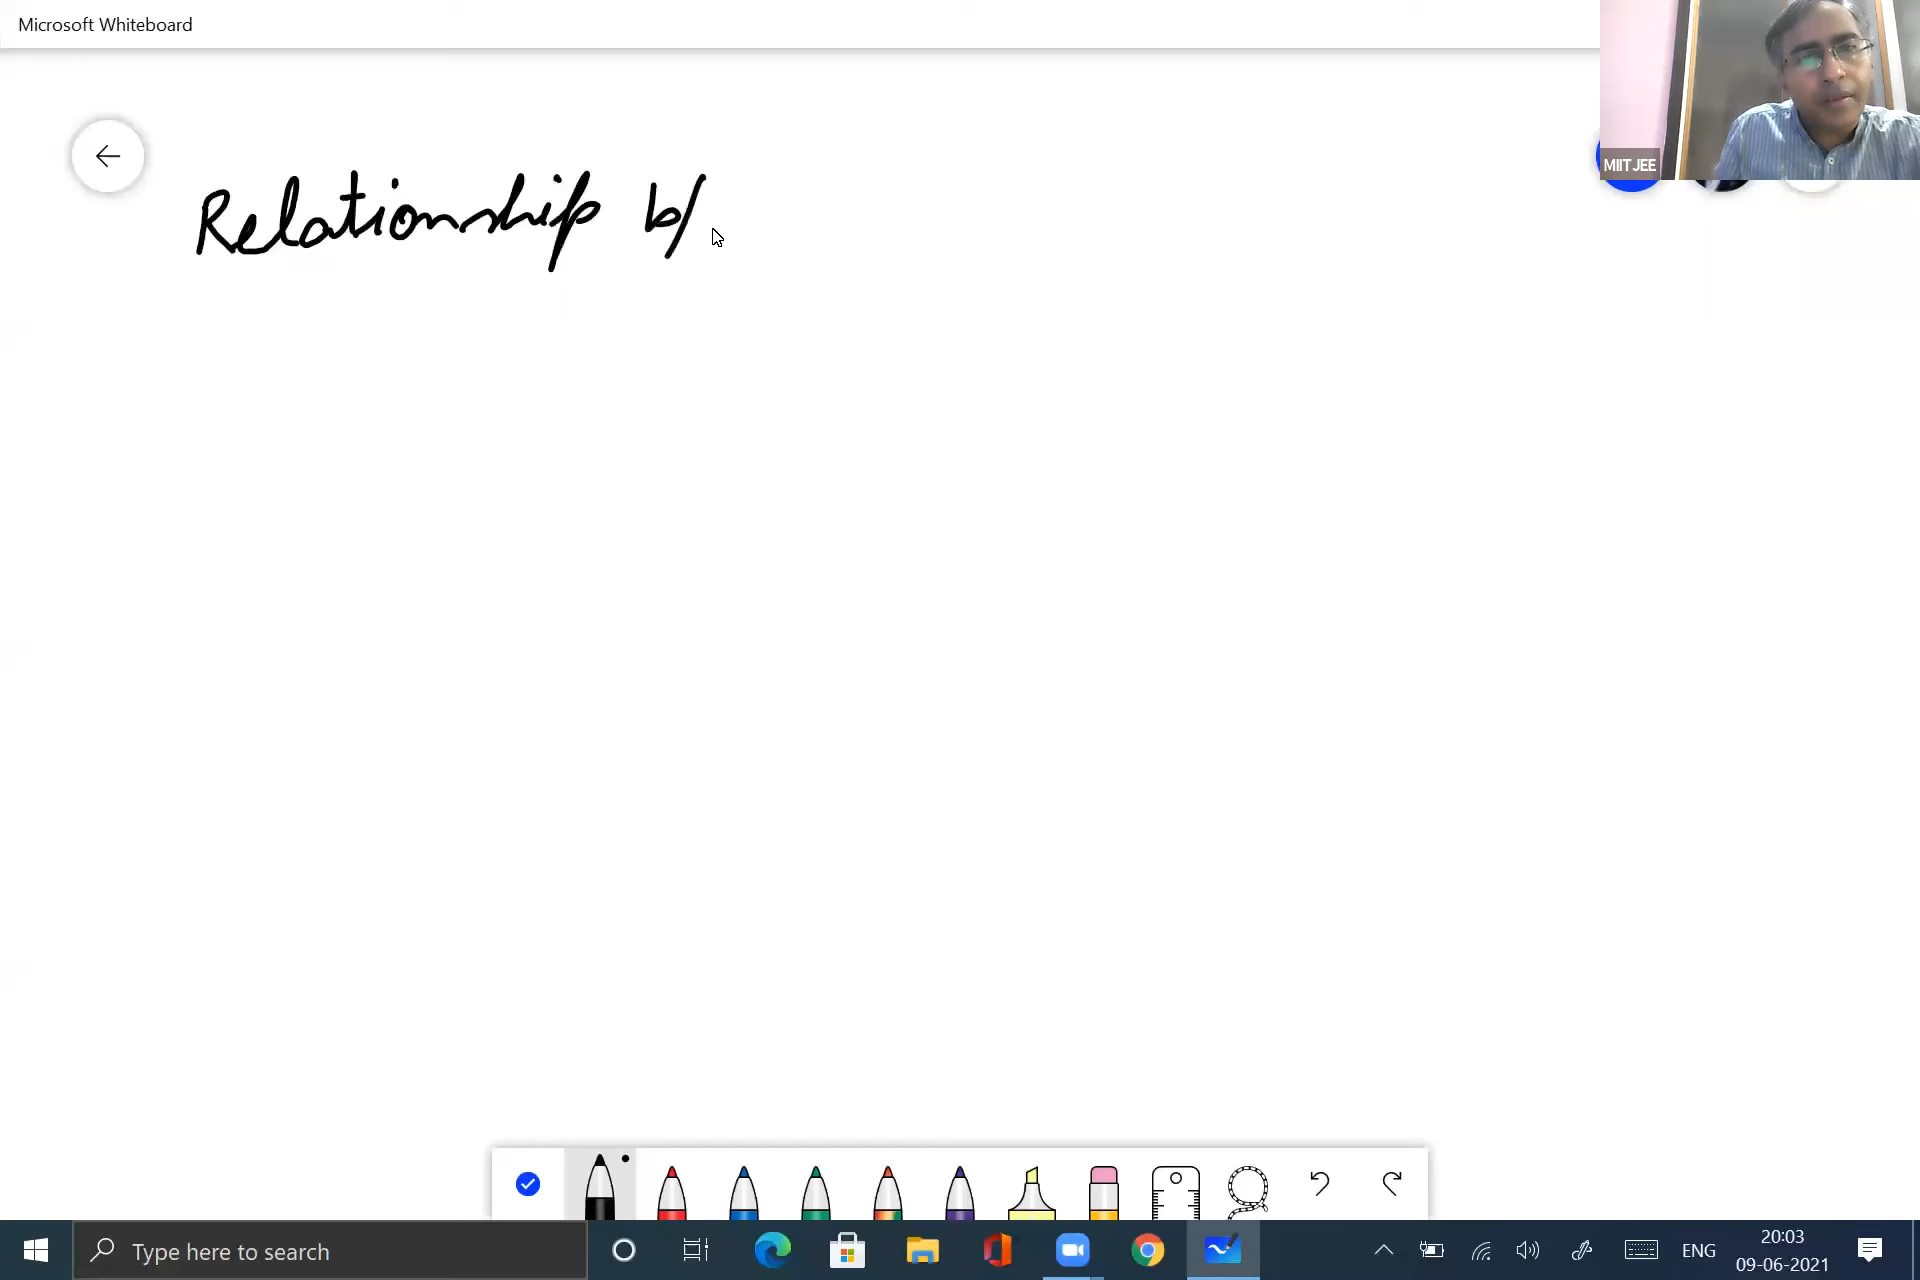 Microsoft Whiteboard
MIIT JEE
Relationship b/
Type here to search
ENG
20:03
09-06-2021